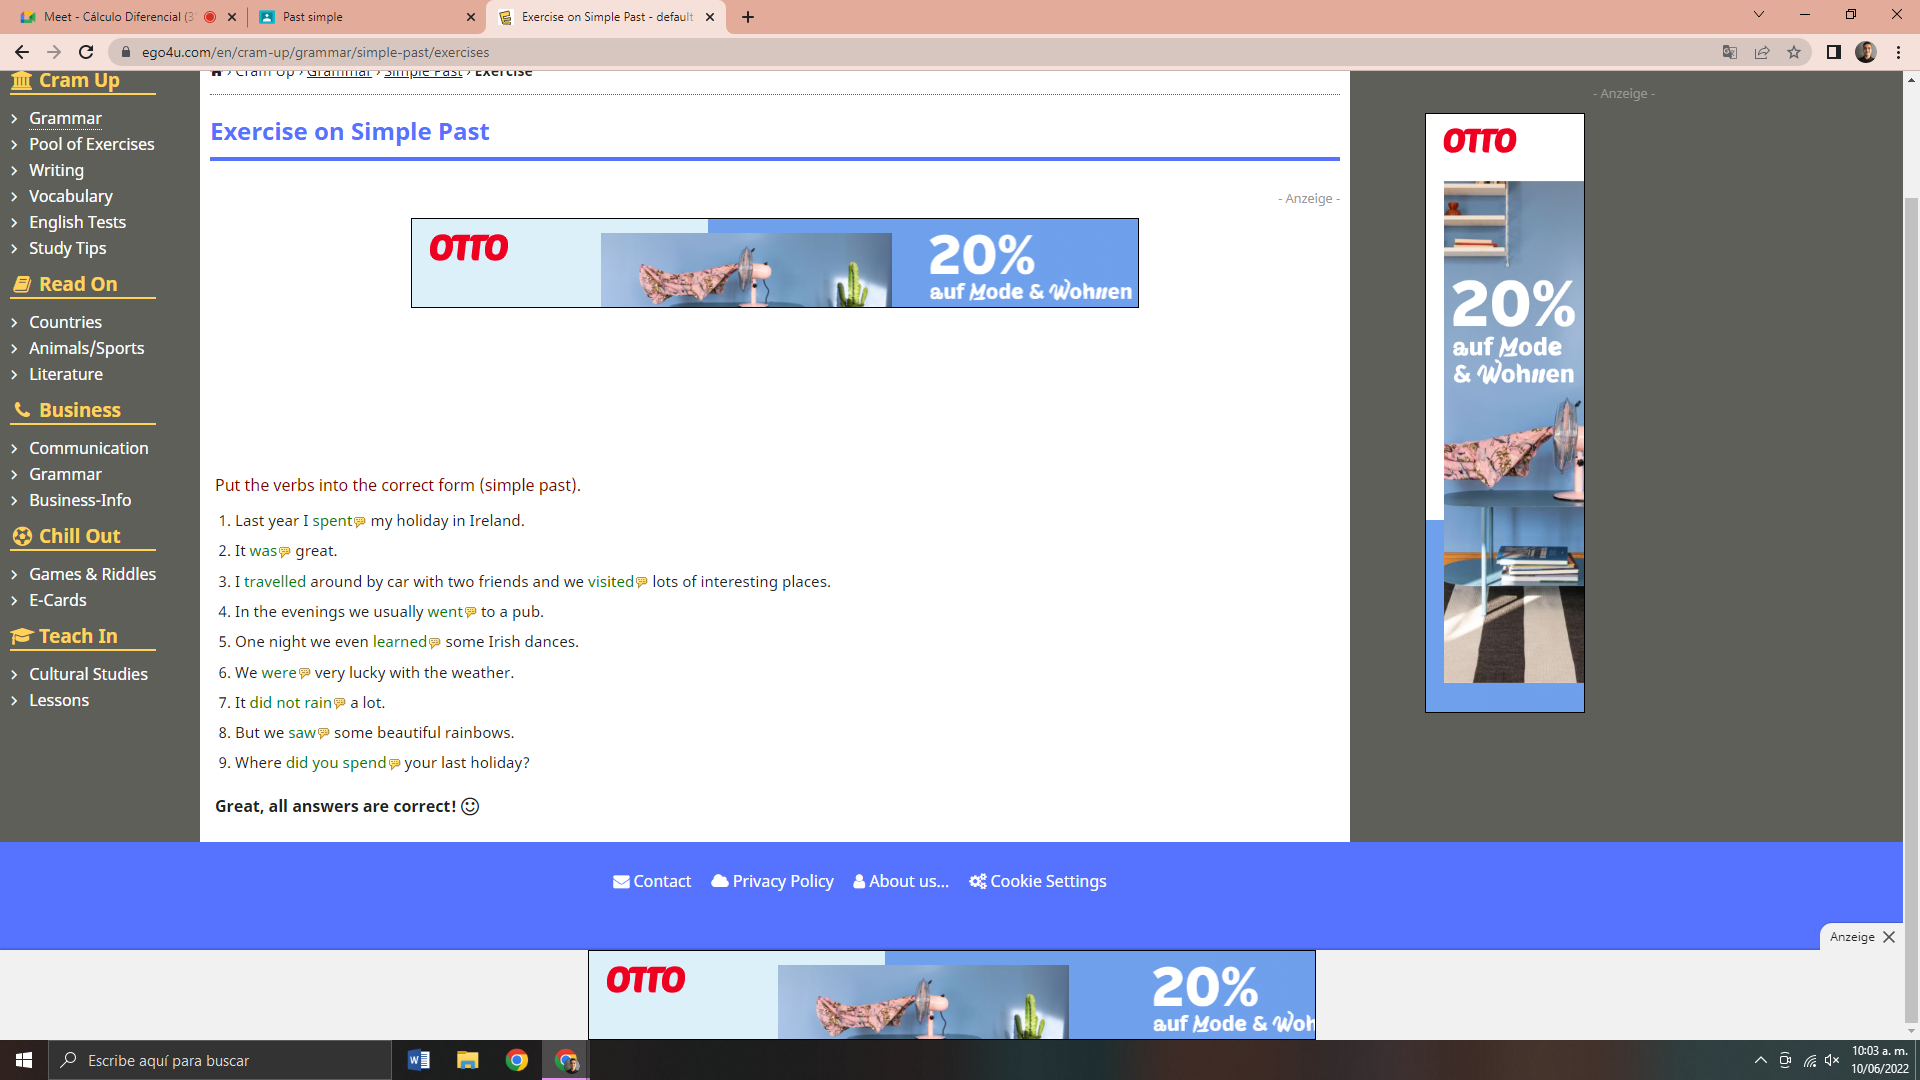 Meet - Cálculo Diferencial (3
Past simple
Exercise on Simple Past - default
ego4u.com/en/cram-up/grammar/simple-past/exercises
Cram Up
Grammar
Pool of Exercises
Writing
Vocabulary
English Tests
Study Tips
Read On
Countries
Animals/Sports
Literature
Business
Communication
Grammar
Business-Info
Chill Out
Games & Riddles
E-Cards
Teach In
Cultural Studies
Lessons
› Cram Up › Grammar › Simple Past › Exercise
Exercise on Simple Past
- Anzeige -
OTTO
20%
auf Mode & Wohnen
Put the verbs into the correct form (simple past).
1. Last year I spent my holiday in Ireland.
2. It was great.
3. I travelled around by car with two friends and we visited lots of interesting places.
4. In the evenings we usually went to a pub.
5. One night we even learned some Irish dances.
6. We were very lucky with the weather.
7. It did not rain a lot.
8. But we saw some beautiful rainbows.
9. Where did you spend your last holiday?
Great, all answers are correct!
- Anzeige -
OTTO
20%
auf Mode
& Wohnen
Contact
Privacy Policy
About us...
Cookie Settings
Anzeige
OTTO
20%
auf Mode & Woh
Escribe aquí para buscar
10:03 a. m.
10/06/2022